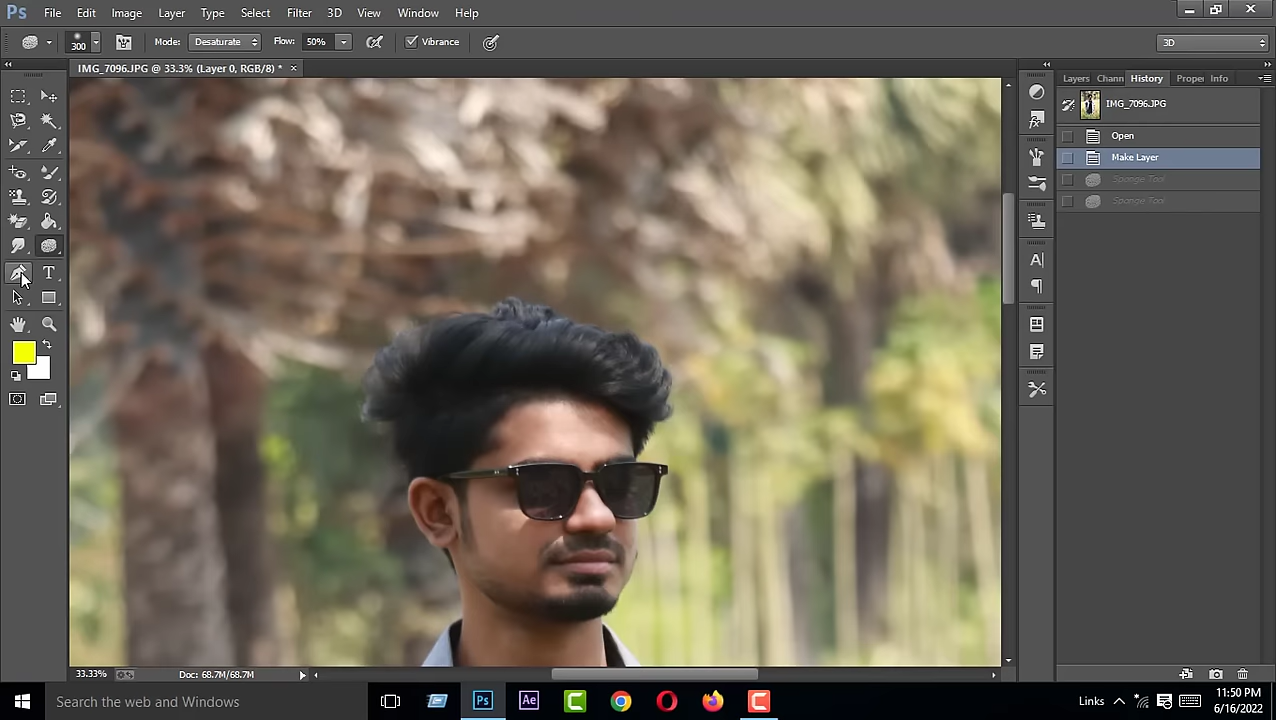 Ps File Edit Image Layer Type Select Filter 3D View Window Help
300 Mode: Desaturate Flow: 50% Vibrance 3D
IMG_7096.JPG @ 33.3% (Layer 0, RGB/8) * ×
Layers Chann History Proper Info
IMG_7096.JPG
Open
Make Layer
Sponge Tool
Sponge Tool
T
A
33.33% Doc: 68.7M/68.7M
Search the web and Windows Ps Ae C C Links 11:50 PM
6/16/2022